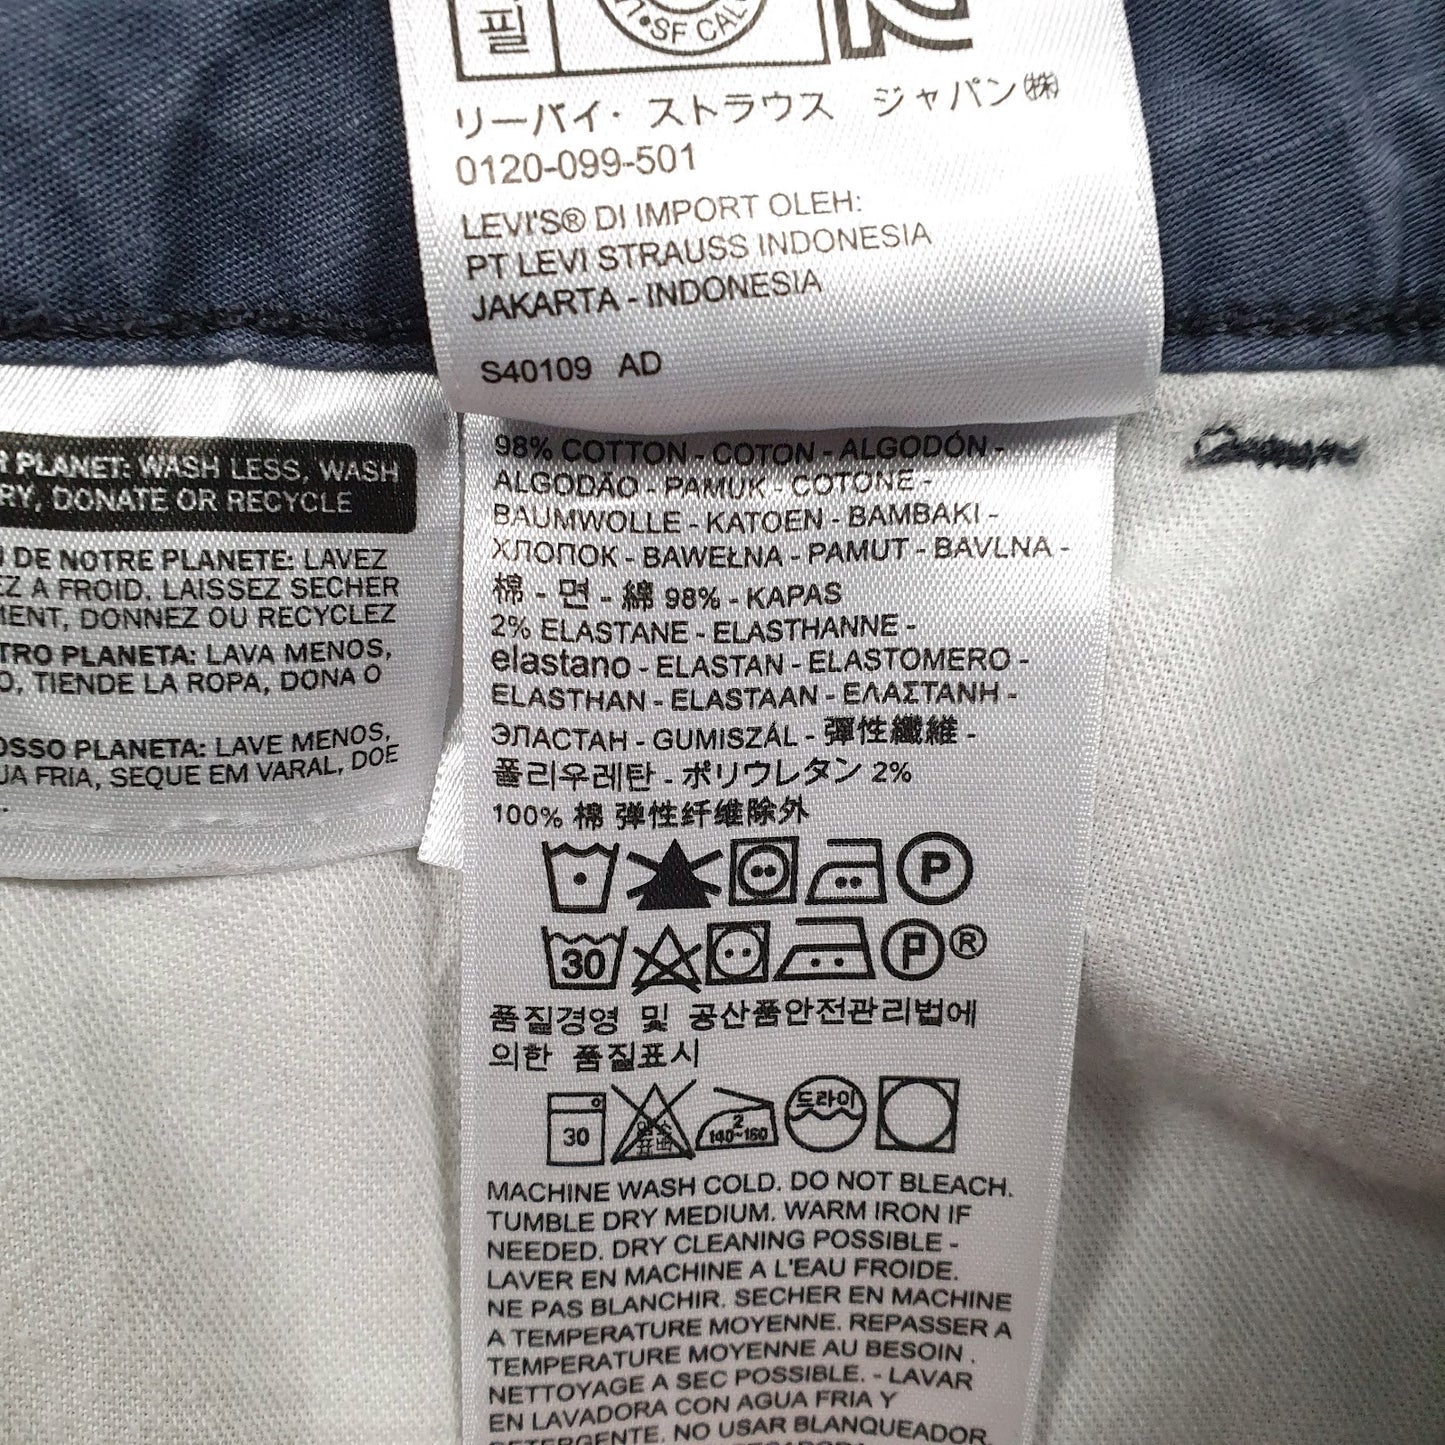 필
SF CAL
リーバイ・ストラウス ジャパン㈱
0120-099-501
LEVI'S® DI IMPORT OLEH:
PT LEVI STRAUSS INDONESIA
JAKARTA - INDONESIA
S40109 AD
PLANET: WASH LESS, WASH
RY, DONATE OR RECYCLE
DE NOTRE PLANETE: LAVEZ
EZ A FROID. LAISSEZ SECHER
MENT, DONNEZ OU RECYCLEZ
TRO PLANETA: LAVA MENOS,
O, TIENDE LA ROPA, DONA O
OSSO PLANETA: LAVE MENOS,
UA FRIA, SEQUE EM VARAL, DOE
98% COTTON - COTON - ALGODÓN -
ALGODÃO - PAMUK - COTONE -
BAUMWOLLE - KATOEN - BAMBAKI -
ХЛОПОК - BAWEŁNA - PAMUT - BAVLNA -
棉 - 면 - 綿 98% - KAPAS
2% ELASTANE - ELASTHANNE -
elastano - ELASTAN - ELASTOMERO -
ELASTHAN - ELASTAAN - ΕΛΑΣΤΑΝΗ -
ЭЛАСТАН - GUMISZÁL - 彈性纖維 -
폴리우레탄 - ポリウレタン 2%
100% 棉 弹性纤维除外
P
30 P ®
품질경영 및 공산품안전관리법에
의한 품질표시
30 2 140~160 드라이
MACHINE WASH COLD. DO NOT BLEACH.
TUMBLE DRY MEDIUM. WARM IRON IF
NEEDED. DRY CLEANING POSSIBLE -
LAVER EN MACHINE A L'EAU FROIDE.
NE PAS BLANCHIR. SECHER EN MACHINE
A TEMPERATURE MOYENNE. REPASSER A
TEMPERATURE MOYENNE AU BESOIN .
NETTOYAGE A SEC POSSIBLE. - LAVAR
EN LAVADORA CON AGUA FRIA Y
DETERGENTE. NO USAR BLANQUEADOR.